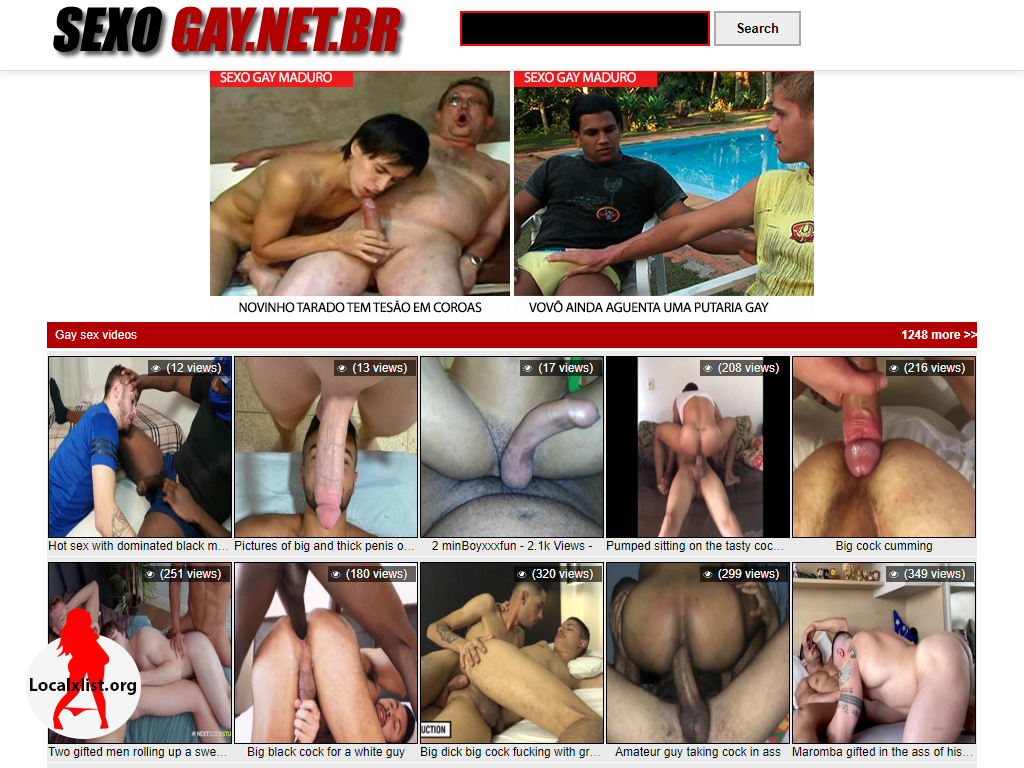 SEXO GAY.NET.BR
Search
SEXO GAY MADURO
SEXO GAY MADURO
NOVINHO TARADO TEM TESÃO EM COROAS
VOVÔ AINDA AGUENTA UMA PUTARIA GAY
Gay sex videos
1248 more >>
(12 views)
(13 views)
(17 views)
(208 views)
(216 views)
Hot sex with dominated black m...
Pictures of big and thick penis o...
2 minBoyxxxfun - 2.1k Views -
Pumped sitting on the tasty coc...
Big cock cumming
(251 views)
(180 views)
(320 views)
(299 views)
(349 views)
Localxlist.org
UCTION
Two gifted men rolling up a swe...
Big black cock for a white guy
Big dick big cock fucking with gr...
Amateur guy taking cock in ass
Maromba gifted in the ass of his...